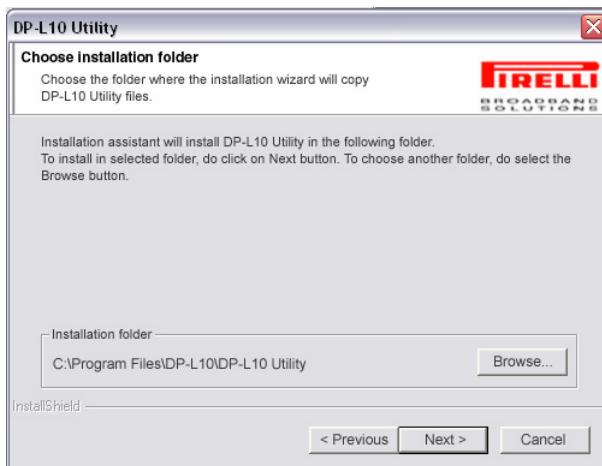 DP-L10 Utility
Choose installation folder
Choose the folder where the installation wizard will copy
DP-L10 Utility files.
PIRELLI
BROADBAND
SOLUTIONS
Installation assistant will install DP-L10 Utility in the following folder.
To install in selected folder, do click on Next button. To choose another folder, do select the
Browse button.
Installation folder
C:\Program Files\DP-L10\DP-L10 Utility
Browse...
InstallShield
< Previous
Next >
Cancel